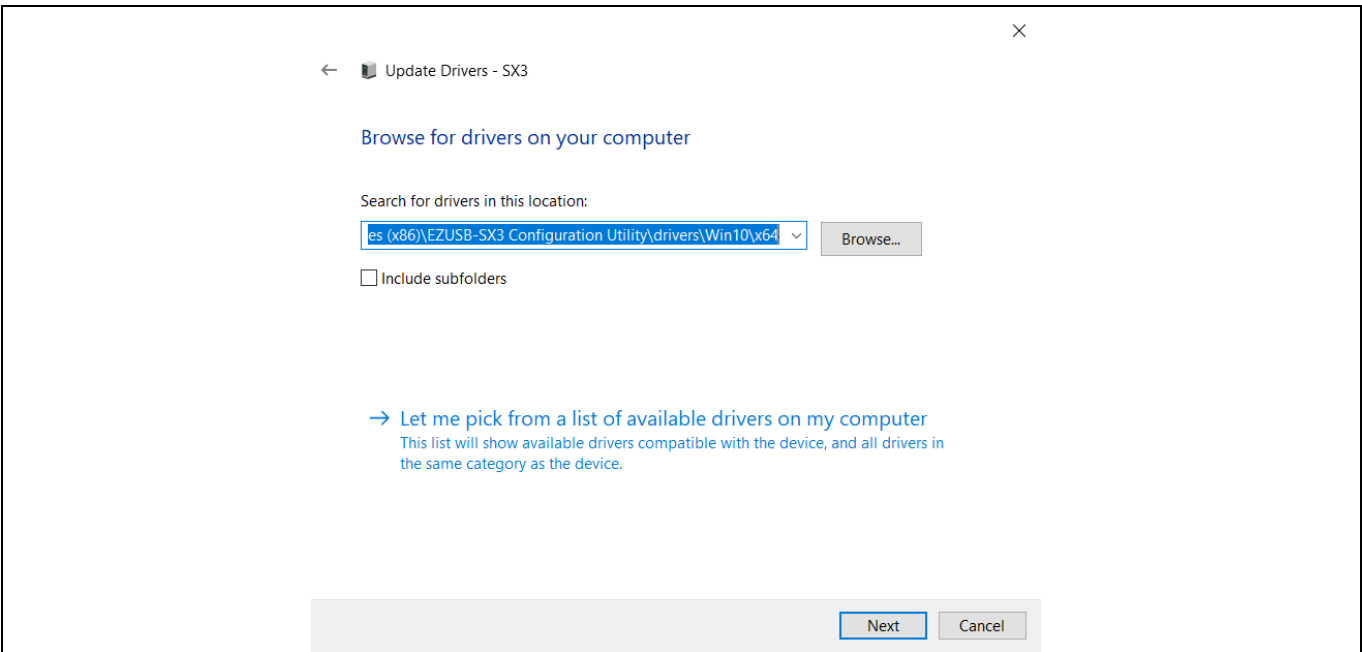 Update Drivers - SX3
Browse for drivers on your computer
Search for drivers in this location:
es (x86)\EZUSB-SX3 Configuration Utility\drivers\Win10\x64
Browse...
Include subfolders
Let me pick from a list of available drivers on my computer
This list will show available drivers compatible with the device, and all drivers in
the same category as the device.
Next Cancel